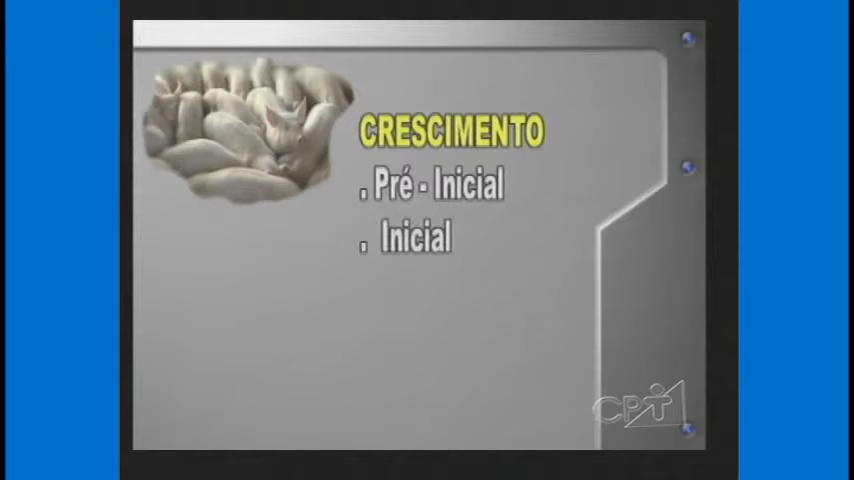 CRESCIMENTO
. Pré - Inicial
. Inicial
CPT